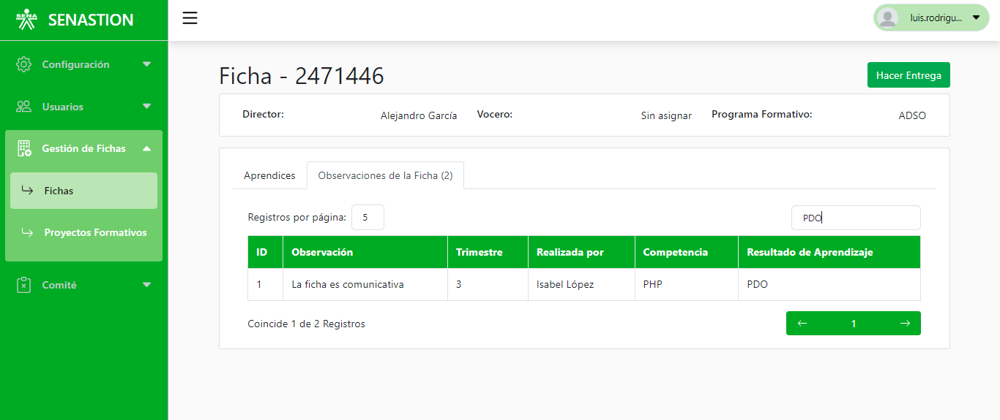 SENA
SENASTION
luis.rodrigu...
Configuración
Usuarios
Gestión de Fichas
Fichas
Proyectos Formativos
Comité
Ficha - 2471446
Hacer Entrega
Director: Alejandro García Vocero: Sin asignar Programa Formativo: ADSO
Aprendices Observaciones de la Ficha (2)
Registros por página: 5 PDO
ID Observación Trimestre Realizada por Competencia Resultado de Aprendizaje
1 La ficha es comunicativa 3 Isabel López PHP PDO
Coincide 1 de 2 Registros ← 1 →